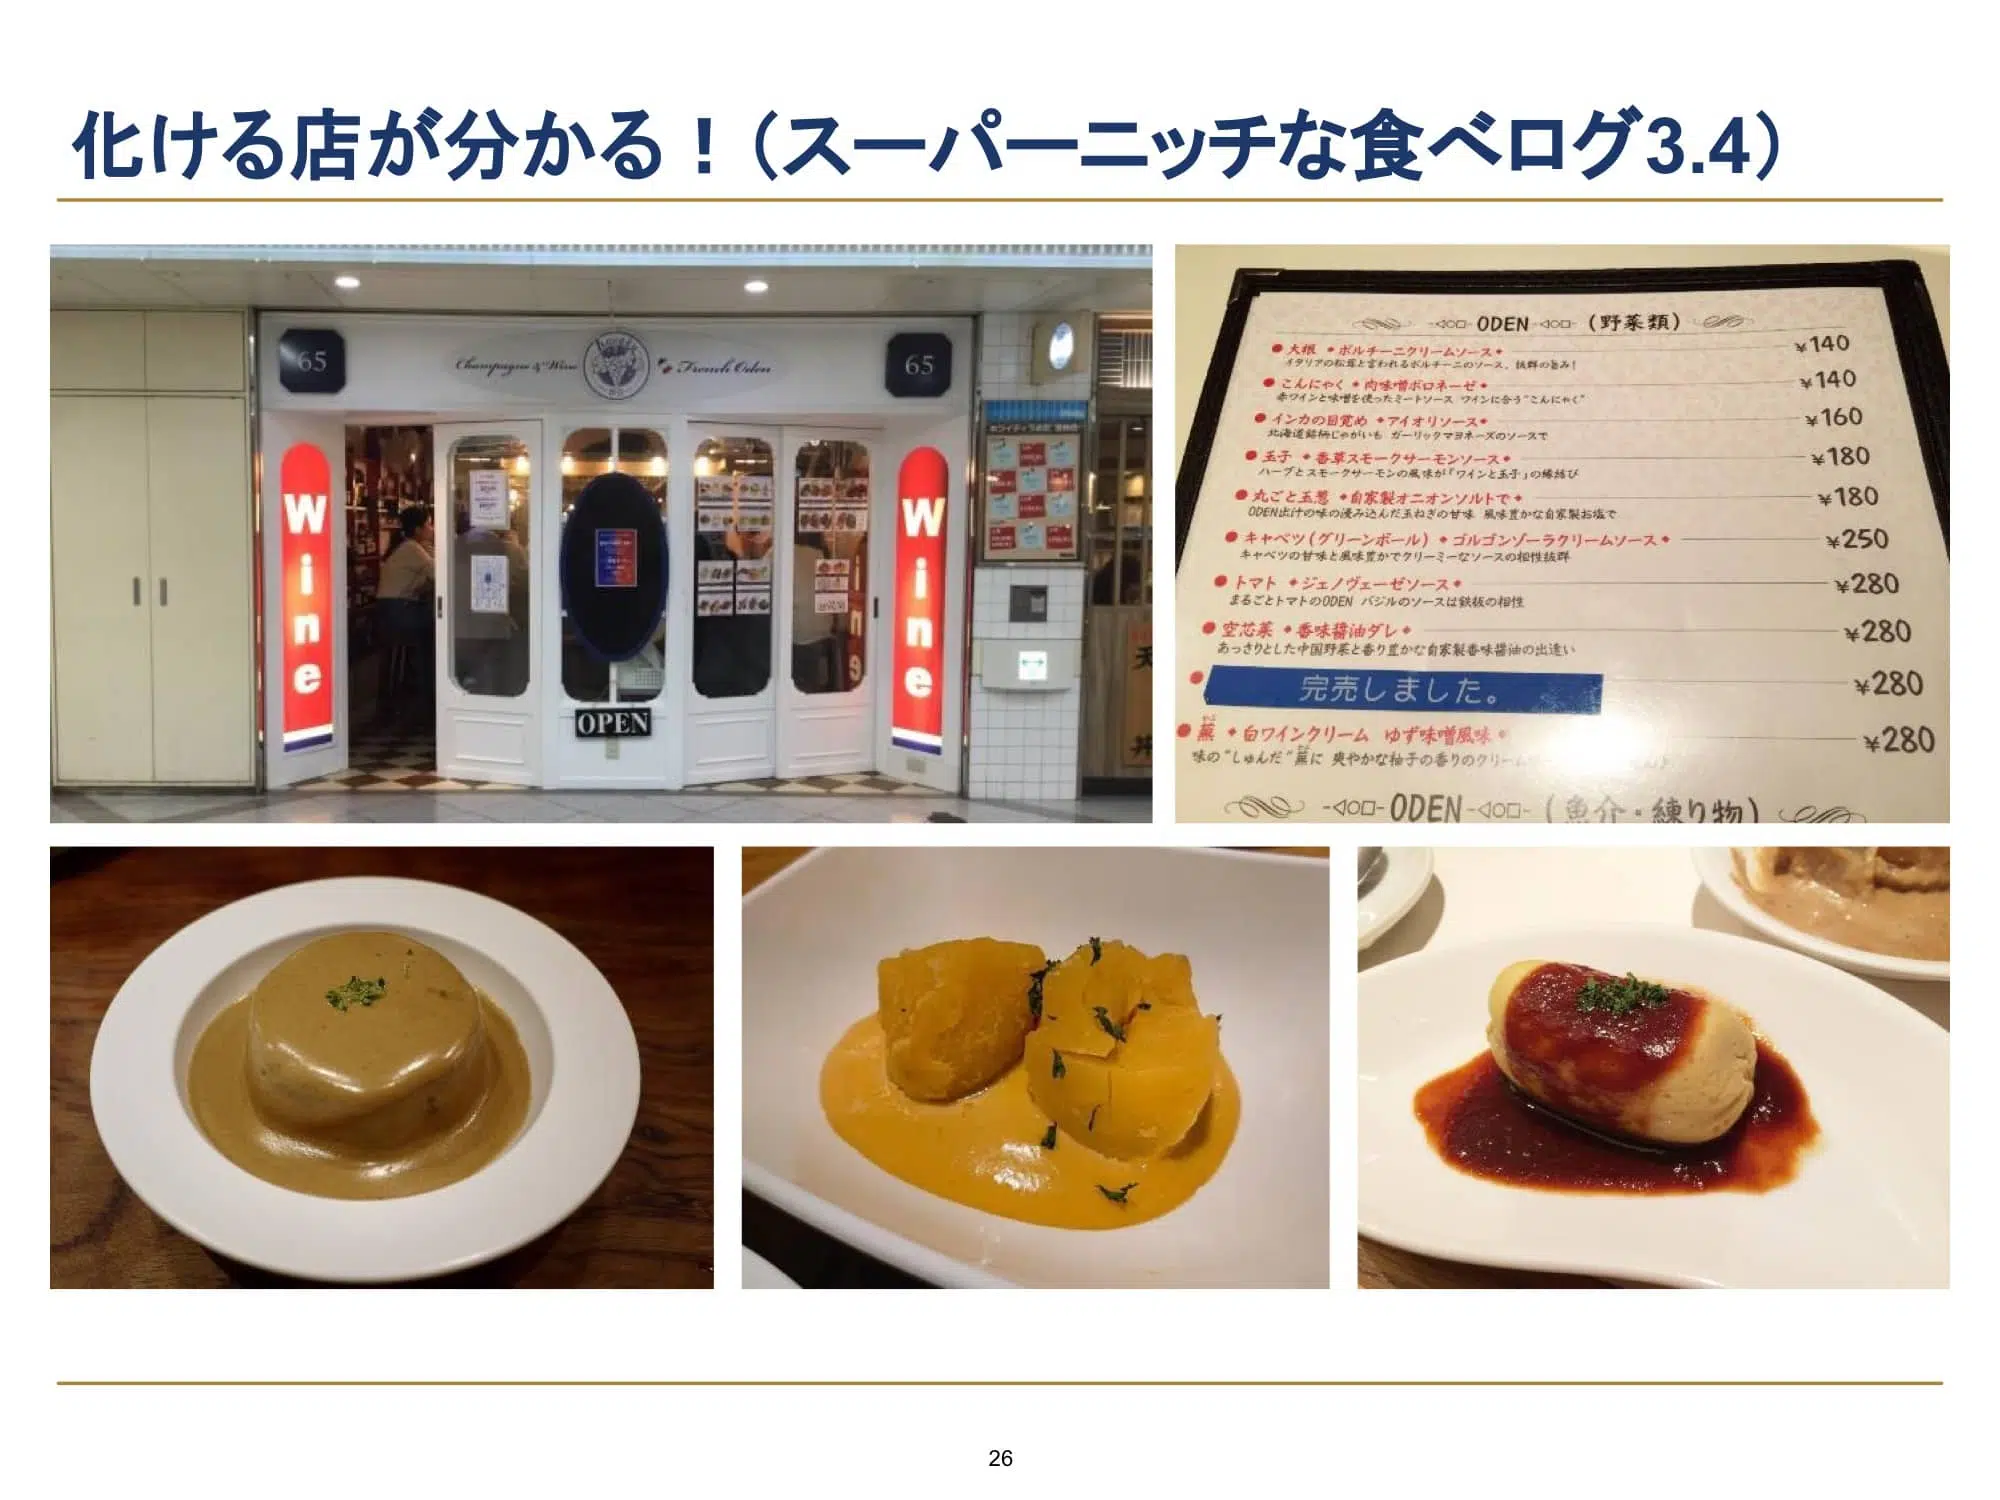 化ける店が分かる！（スーパーニッチな食べログ3.4）
65
Champagne & Wine
French Oden
65
Wine
Wine
OPEN
ODEN（野菜類）
大根 ポルチーニクリームソース ¥140
イタリアの松茸と言われるポルチーニのソース、抜群の旨み！
こんにゃく 肉味噌ボロネーゼ ¥140
赤ワインと味噌を使ったミートソース ワインに合う"こんにゃく"
インカの目覚め アイオリソース ¥160
北海道銘柄じゃがいも ガーリックマヨネーズのソースで
玉子 香草スモークサーモンソース ¥180
ハーブとスモークサーモンの風味が「ワインと玉子」の縁結び
丸ごと玉葱 自家製オニオンソルトで ¥180
ODEN出汁の味の浸み込んだ玉ねぎの甘味 風味豊かな自家製お塩で
キャベツ（グリーンボール） ゴルゴンゾーラクリームソース ¥250
キャベツの甘味と風味豊かでクリーミーなソースの相性抜群
トマト ジェノヴェーゼソース ¥280
まるごとトマトのODEN バジルのソースは鉄板の相性
空芯菜 香味醤油ダレ ¥280
あっさりとした中国野菜と香り豊かな自家製香味醤油の出逢い
完売しました。 ¥280
蕪 白ワインクリーム ゆず味噌風味 ¥280
味の"しゅんだ"蕪に 爽やかな柚子の香りのクリーム
ODEN（魚介・練り物）
26